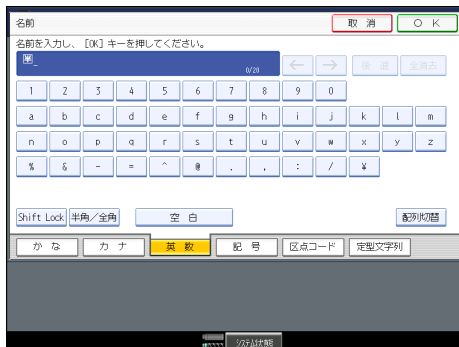 名前 取 消 O K
名前を入力し、 [OK] キーを押してください。
半_
0/20 ← → 後 退 全消去
1 2 3 4 5 6 7 8 9 0
a b c d e f g h i j k l m
n o p q r s t u v w x y z
% & - = ^ @ . , : / ¥
Shift Lock 半角/全角 空 白 配列切替
か な カ ナ 英 数 記 号 区点コード 定型文字列
システム状態